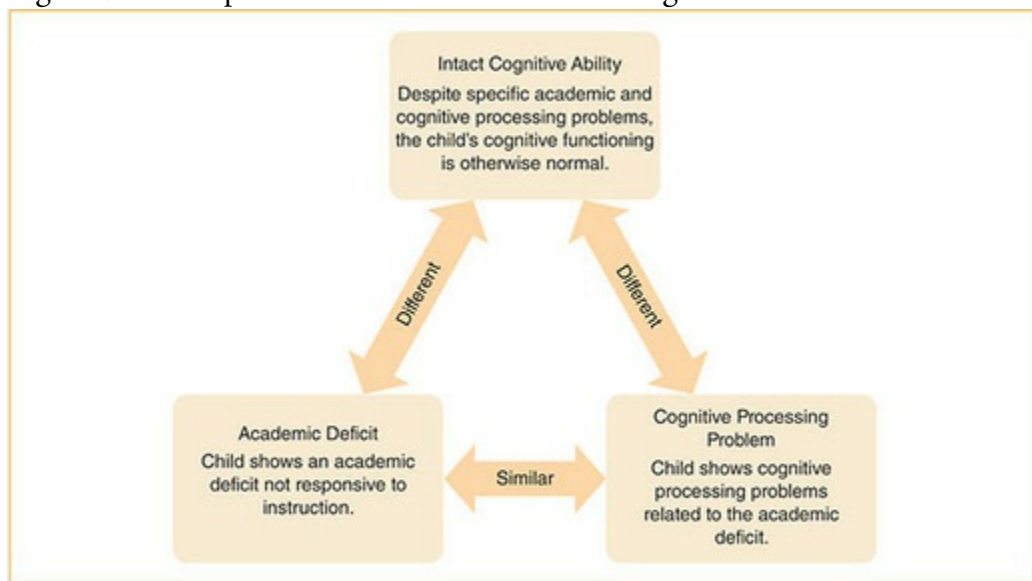 Intact Cognitive Ability
Despite specific academic and
cognitive processing problems,
the child's cognitive functioning
is otherwise normal.
Different
Different
Academic Deficit
Child shows an academic
deficit not responsive to
instruction.
Similar
Cognitive Processing
Problem
Child shows cognitive
processing problems
related to the academic
deficit.